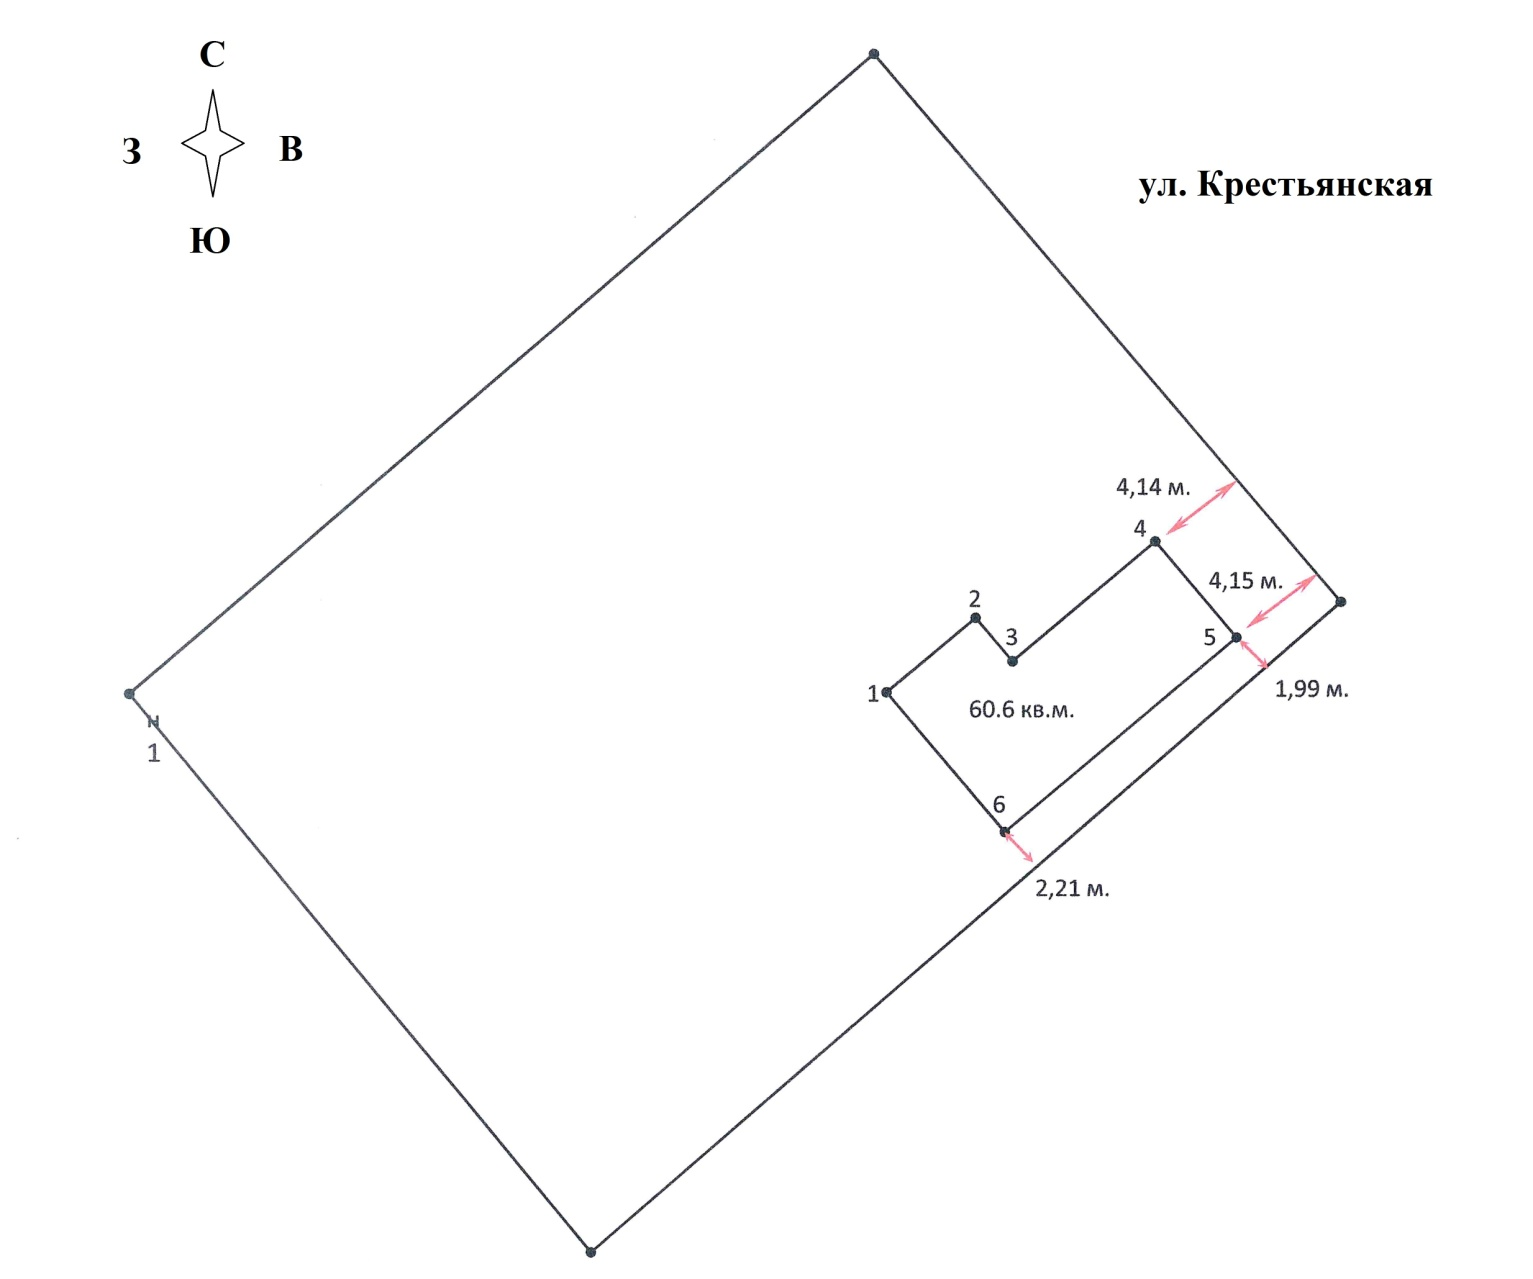 С
З
В
Ю
ул. Крестьянская
4,14 м.
4
4,15 м.
2
3
5
1
1,99 м.
60.6 кв.м.
н
1
6
2,21 м.